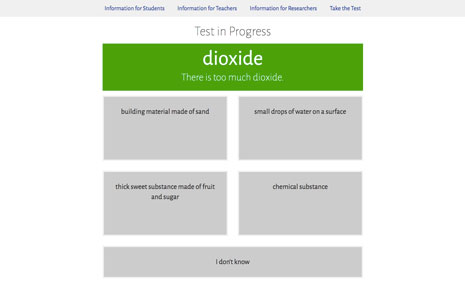 Information for Students Information for Teachers Information for Researchers Take the Test
Test in Progress
dioxide
There is too much dioxide.
building material made of sand
small drops of water on a surface
thick sweet substance made of fruit
and sugar
chemical substance
I don't know